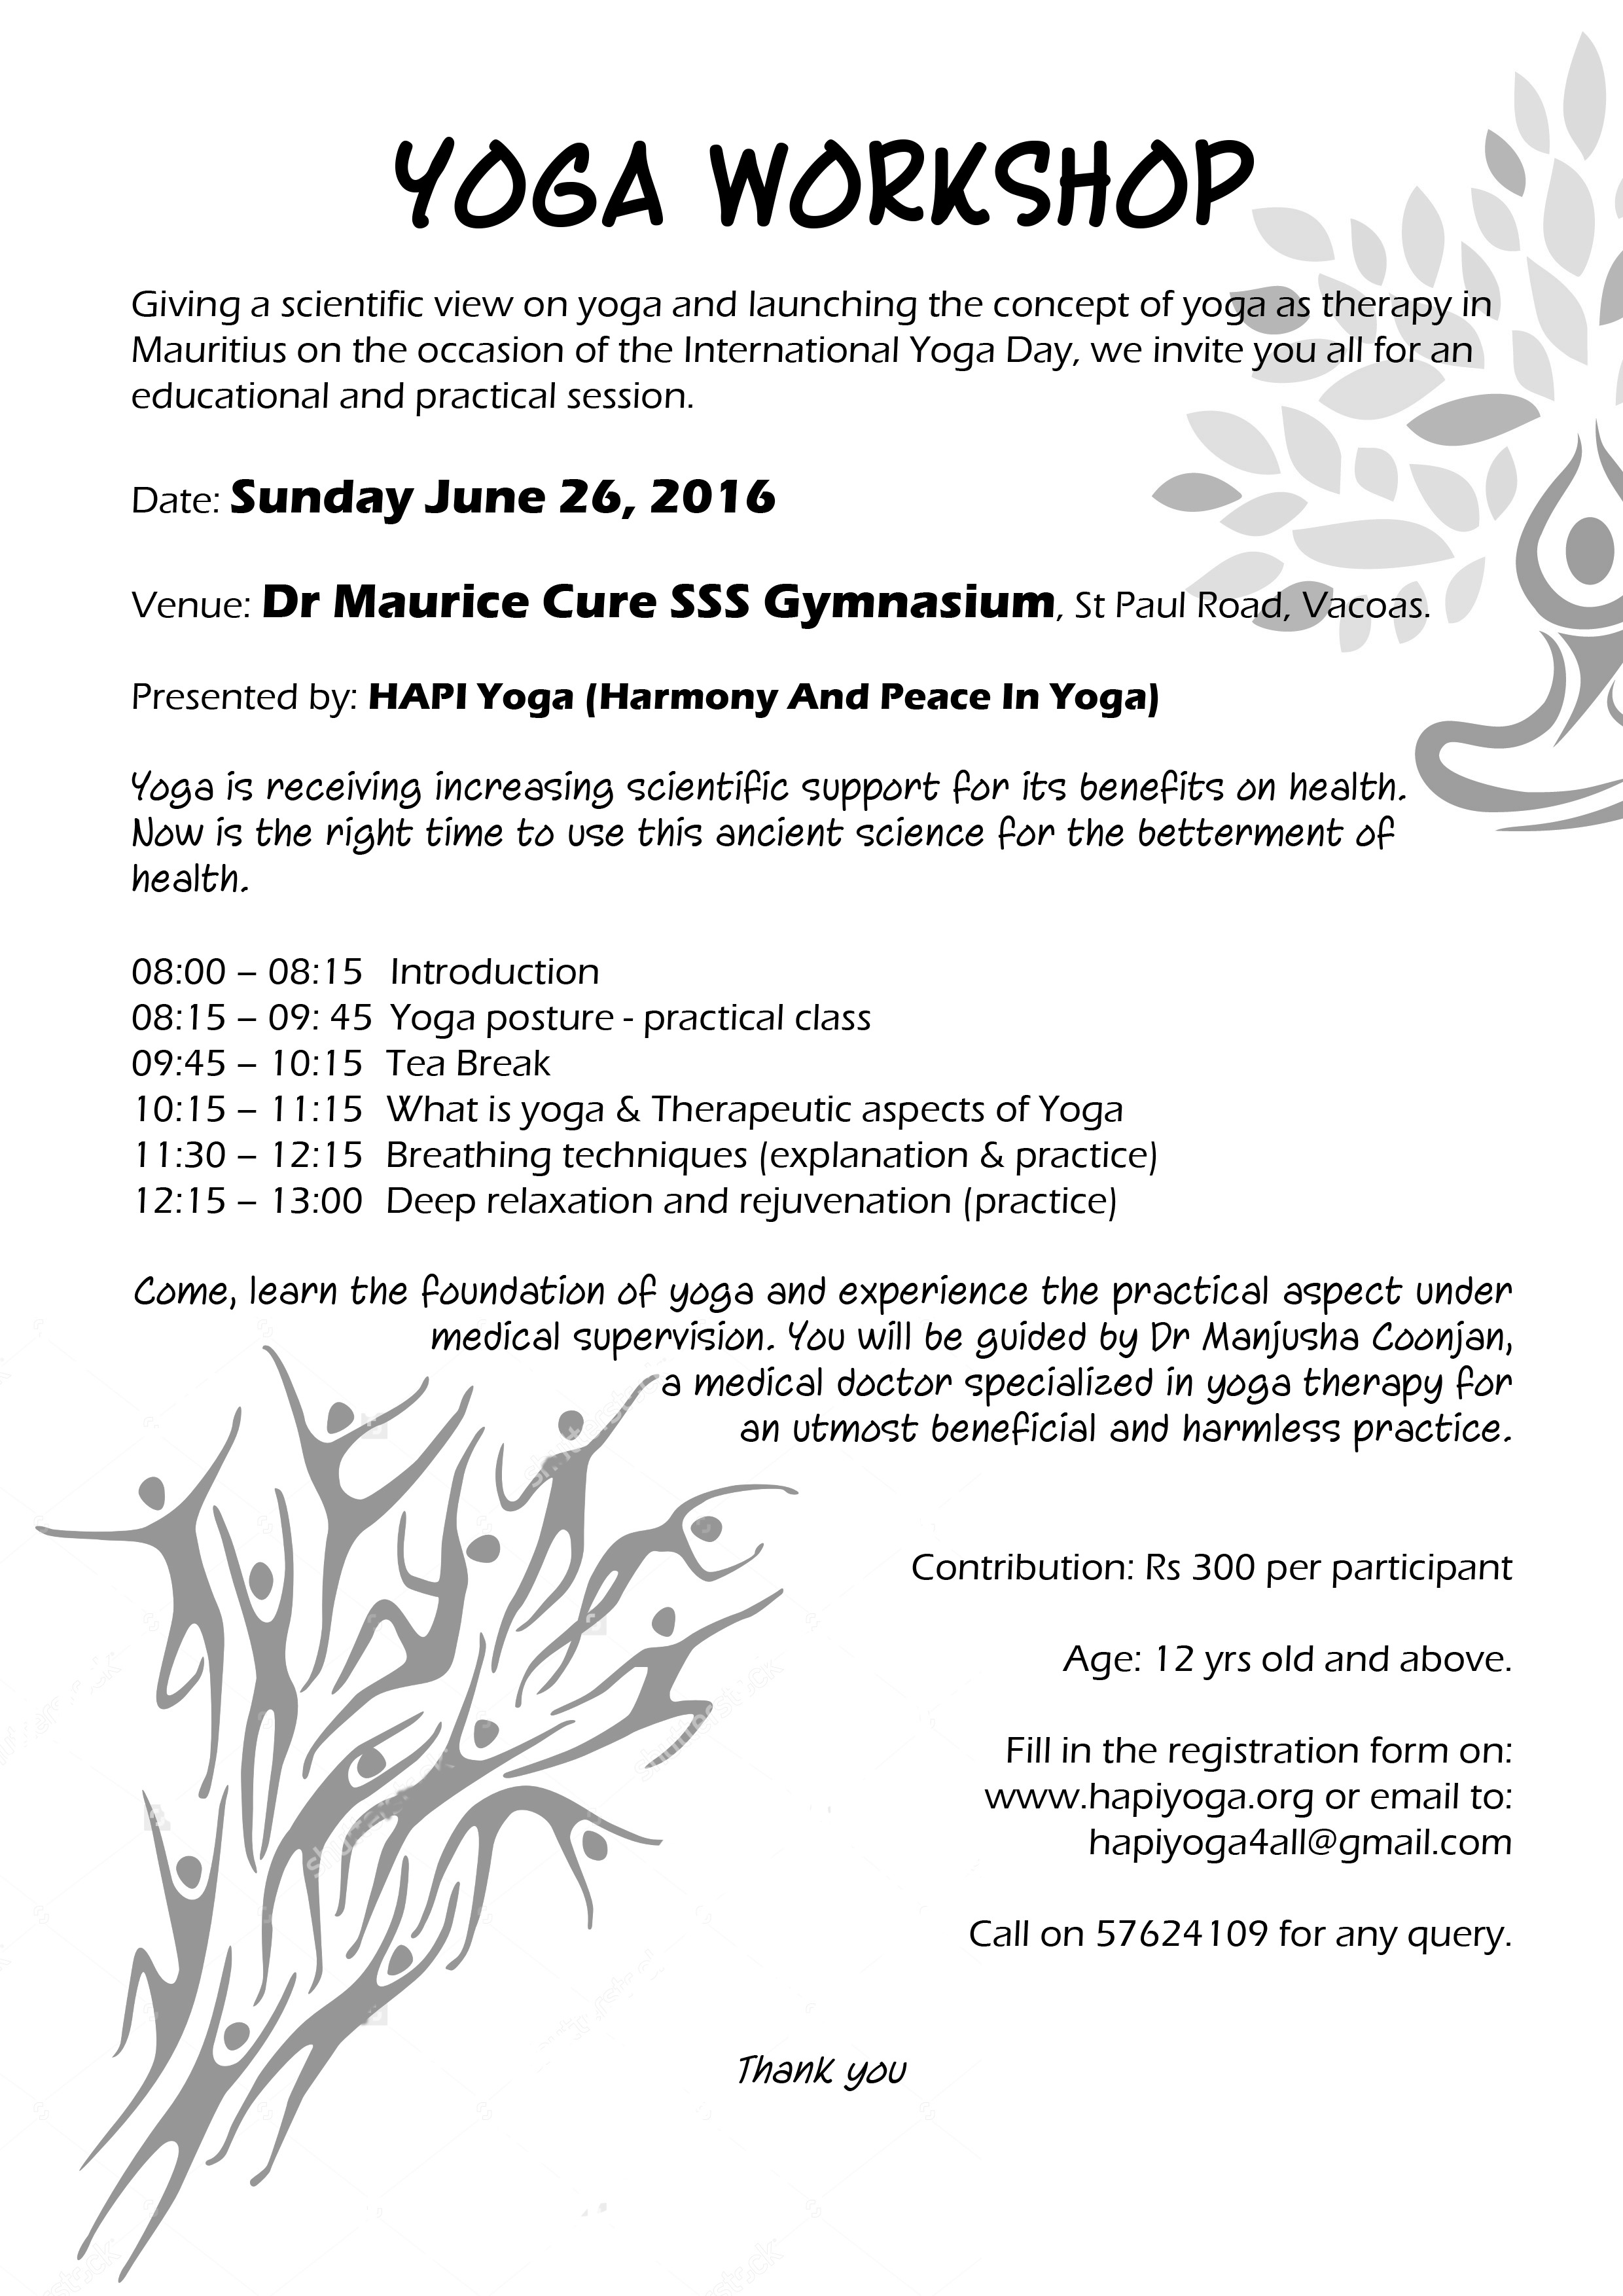 YOGA WORKSHOP
Giving a scientific view on yoga and launching the concept of yoga as therapy in
Mauritius on the occasion of the International Yoga Day, we invite you all for an
educational and practical session.
Date: Sunday June 26, 2016
Venue: Dr Maurice Cure SSS Gymnasium, St Paul Road, Vacoas.
Presented by: HAPI Yoga (Harmony And Peace In Yoga)
Yoga is receiving increasing scientific support for its benefits on health.
Now is the right time to use this ancient science for the betterment of
health.
08:00 – 08:15 Introduction
08:15 – 09: 45 Yoga posture - practical class
09:45 – 10:15 Tea Break
10:15 – 11:15 What is yoga & Therapeutic aspects of Yoga
11:30 – 12:15 Breathing techniques (explanation & practice)
12:15 – 13:00 Deep relaxation and rejuvenation (practice)
Come, learn the foundation of yoga and experience the practical aspect under
medical supervision. You will be guided by Dr Manjusha Coonjan,
a medical doctor specialized in yoga therapy for
an utmost beneficial and harmless practice.
Contribution: Rs 300 per participant
Age: 12 yrs old and above.
Fill in the registration form on:
www.hapiyoga.org or email to:
hapiyoga4all@gmail.com
Call on 57624109 for any query.
Thank you